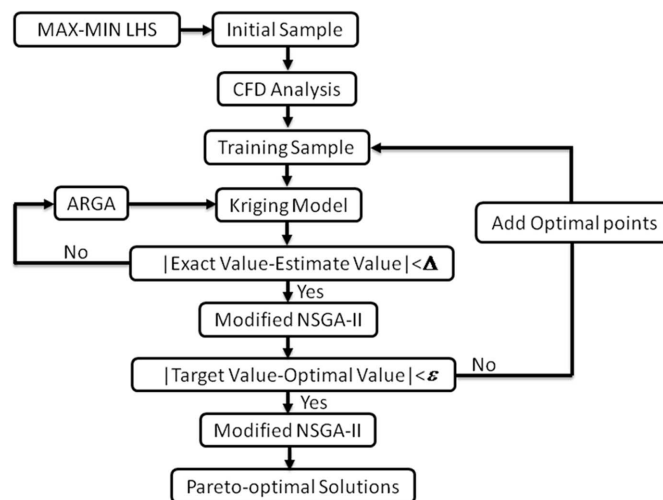 MAX-MIN LHS
Initial Sample
CFD Analysis
Training Sample
ARGA
Kriging Model
Add Optimal points
No
|Exact Value-Estimate Value|<Δ
Yes
Modified NSGA-II
|Target Value-Optimal Value|<ε
No
Yes
Modified NSGA-II
Pareto-optimal Solutions